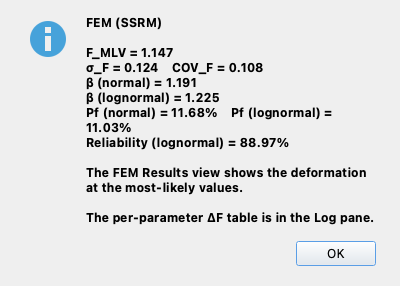 FEM (SSRM)
F_MLV = 1.147
σ_F = 0.124    COV_F = 0.108
β (normal) = 1.191
β (lognormal) = 1.225
Pf (normal) = 11.68%    Pf (lognormal) =
11.03%
Reliability (lognormal) = 88.97%
The FEM Results view shows the deformation
at the most-likely values.
The per-parameter ΔF table is in the Log pane.
OK